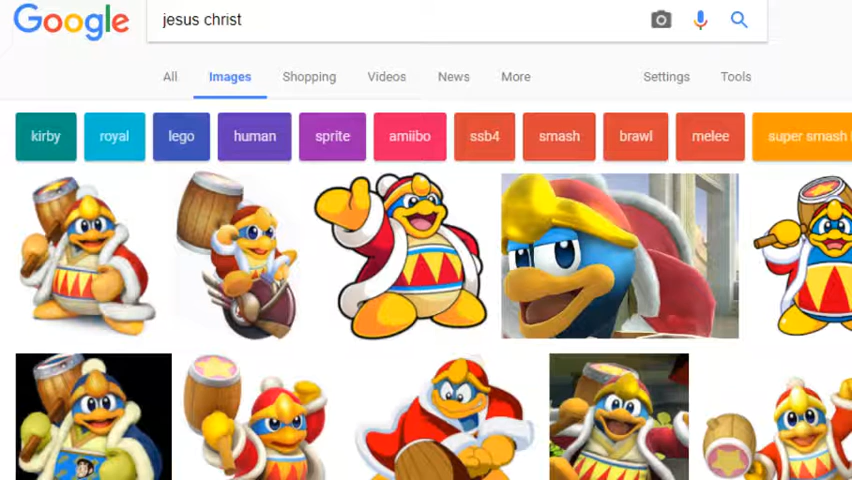 Google jesus christ
All Images Shopping Videos News More Settings Tools
kirby royal lego human sprite amiibo ssb4 smash brawl melee super smash